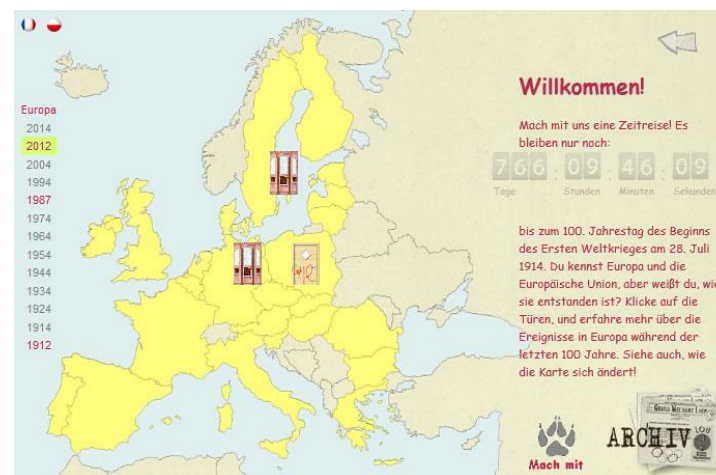 Europa
2014
2012
2004
1994
1987
1974
1964
1954
1944
1934
1924
1914
1912
Willkommen!
Mach mit uns eine Zeitreise! Es
bleiben nur noch:
766 : 09 : 46 : 09
Tage Stunden Minuten Sekunden
bis zum 100. Jahrestag des Beginns
des Ersten Weltkrieges am 28. Juli
1914. Du kennst Europa und die
Europäische Union, aber weißt du, wie
sie entstanden ist? Klicke auf die
Türen, und erfahre mehr über die
Ereignisse in Europa während der
letzten 100 Jahre. Siehe auch, wie
die Karte sich ändert!
Mach mit
ARCHIV